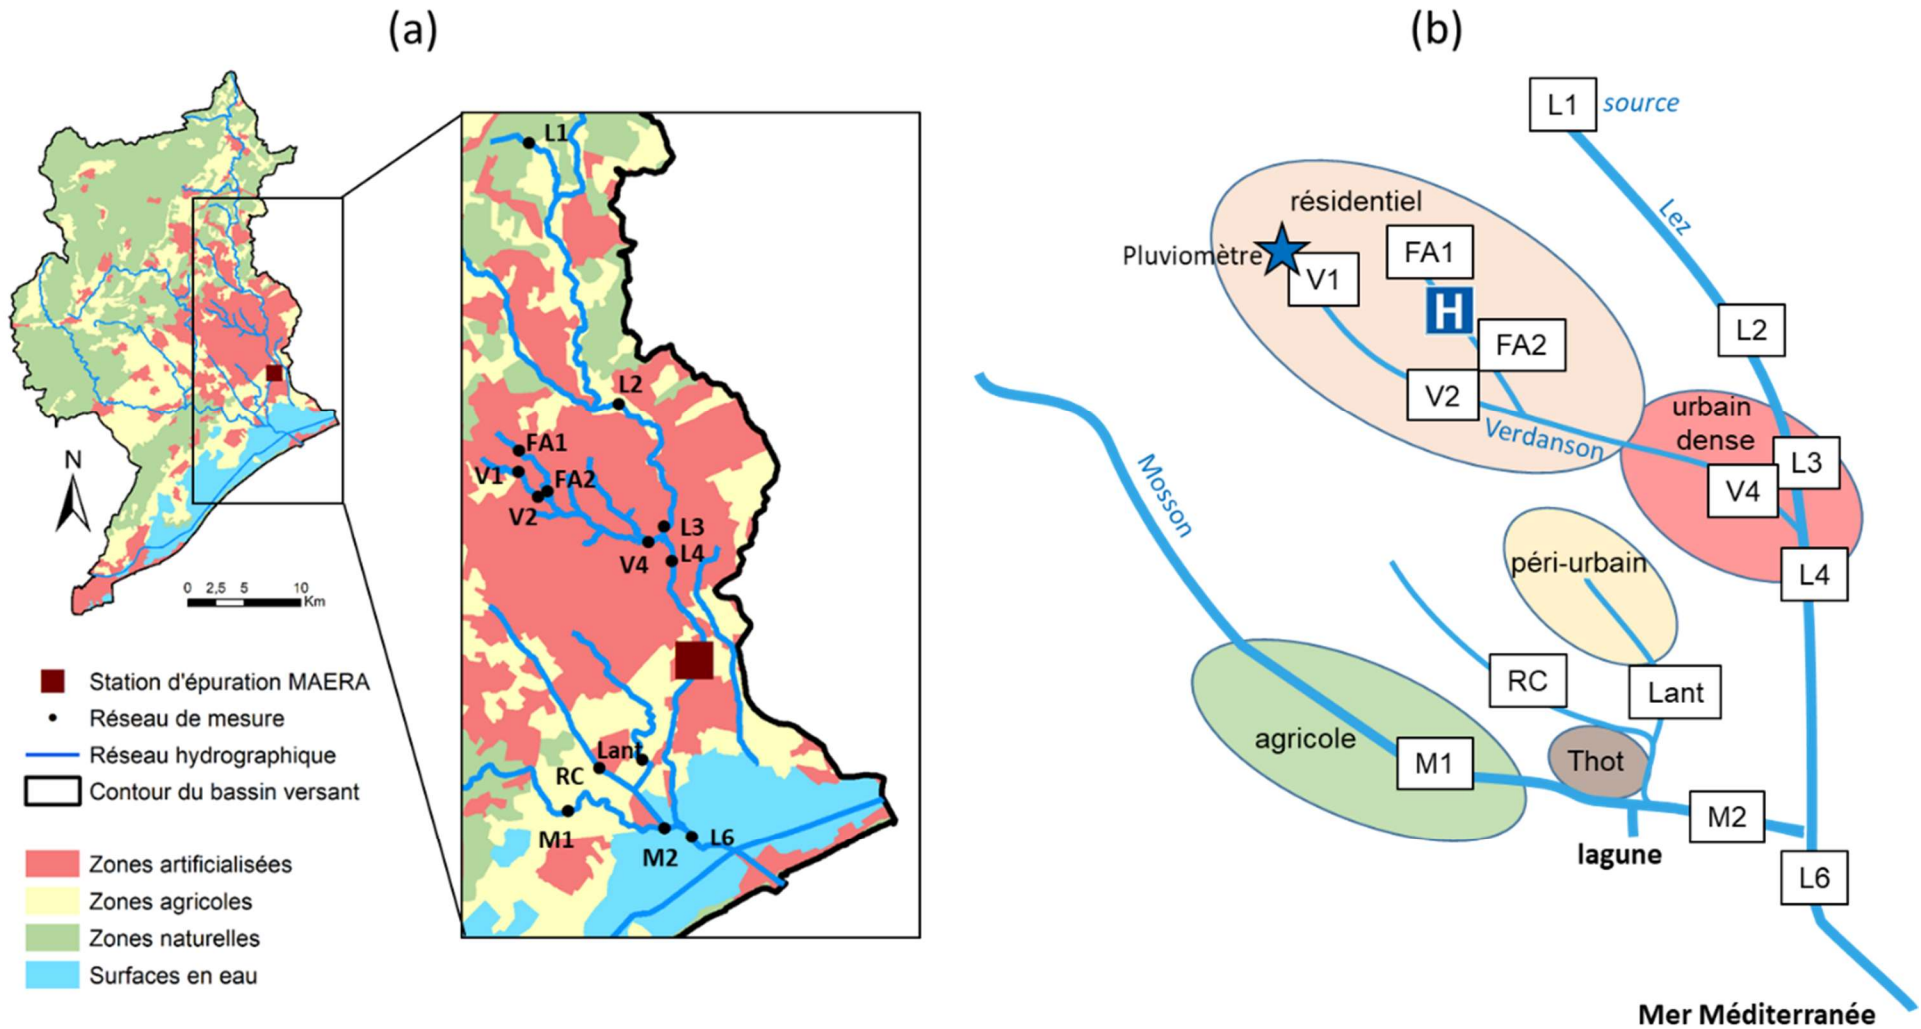 (a)
N
0 2,5 5 10
Km
Station d'épuration MAERA
Réseau de mesure
Réseau hydrographique
Contour du bassin versant
Zones artificialisées
Zones agricoles
Zones naturelles
Surfaces en eau
L1
L2
FA1
V1
FA2
V2
L3
V4
L4
Lant
RC
M1
M2
L6
(b)
L1
source
Lez
résidentiel
Pluviomètre
V1
FA1
H
FA2
V2
Verdanson
L2
urbain
dense
L3
V4
L4
Mosson
péri-urbain
RC
Lant
agricole
M1
Thot
M2
lagune
L6
Mer Méditerranée